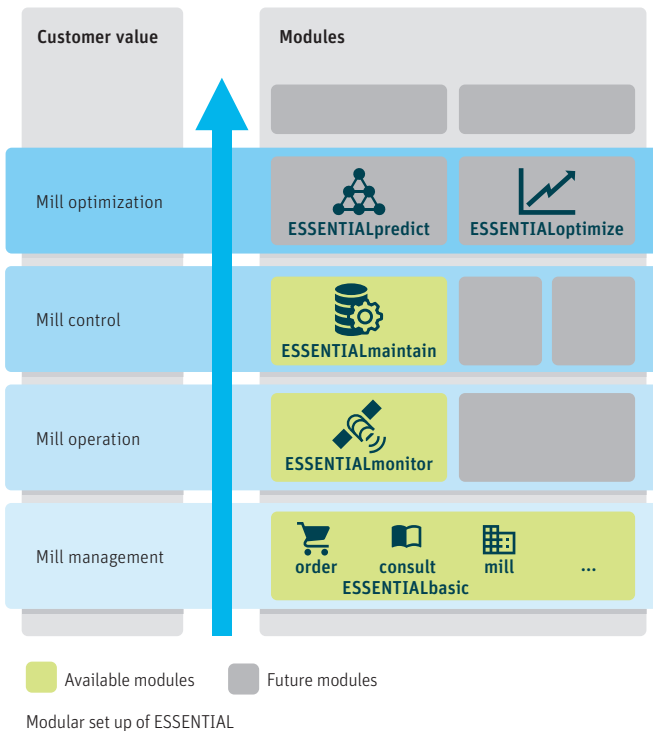 Customer value
Modules
Mill optimization
ESSENTIALpredict
ESSENTIALoptimize
Mill control
ESSENTIALmaintain
Mill operation
ESSENTIALmonitor
Mill management
order consult mill ...
ESSENTIALbasic
Available modules
Future modules
Modular set up of ESSENTIAL